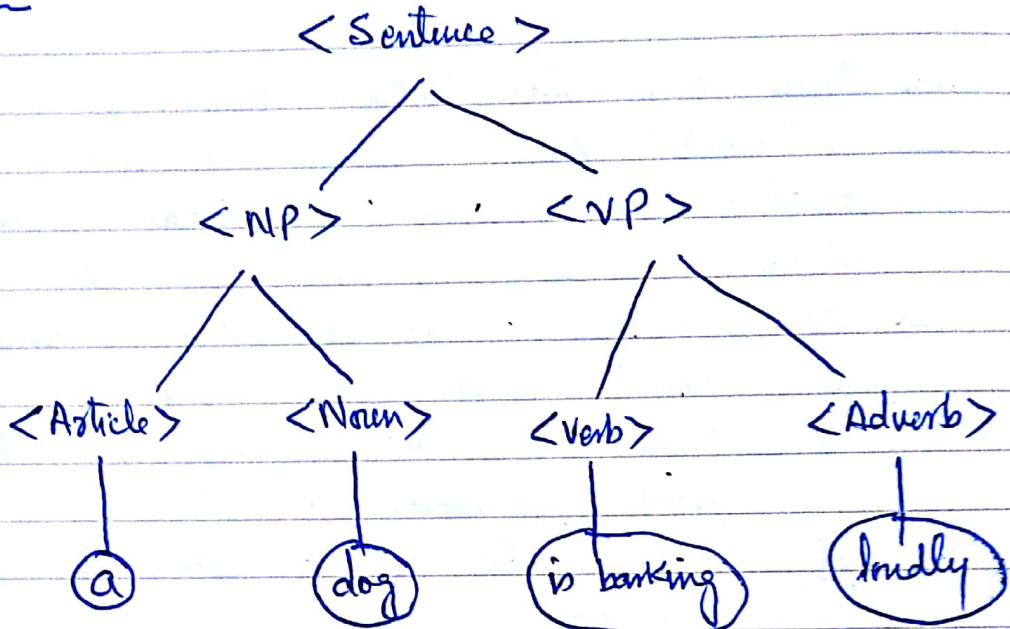 <Sentence>
<NP> <VP>
<Article> <Noun> <Verb> <Adverb>
a dog is barking loudly